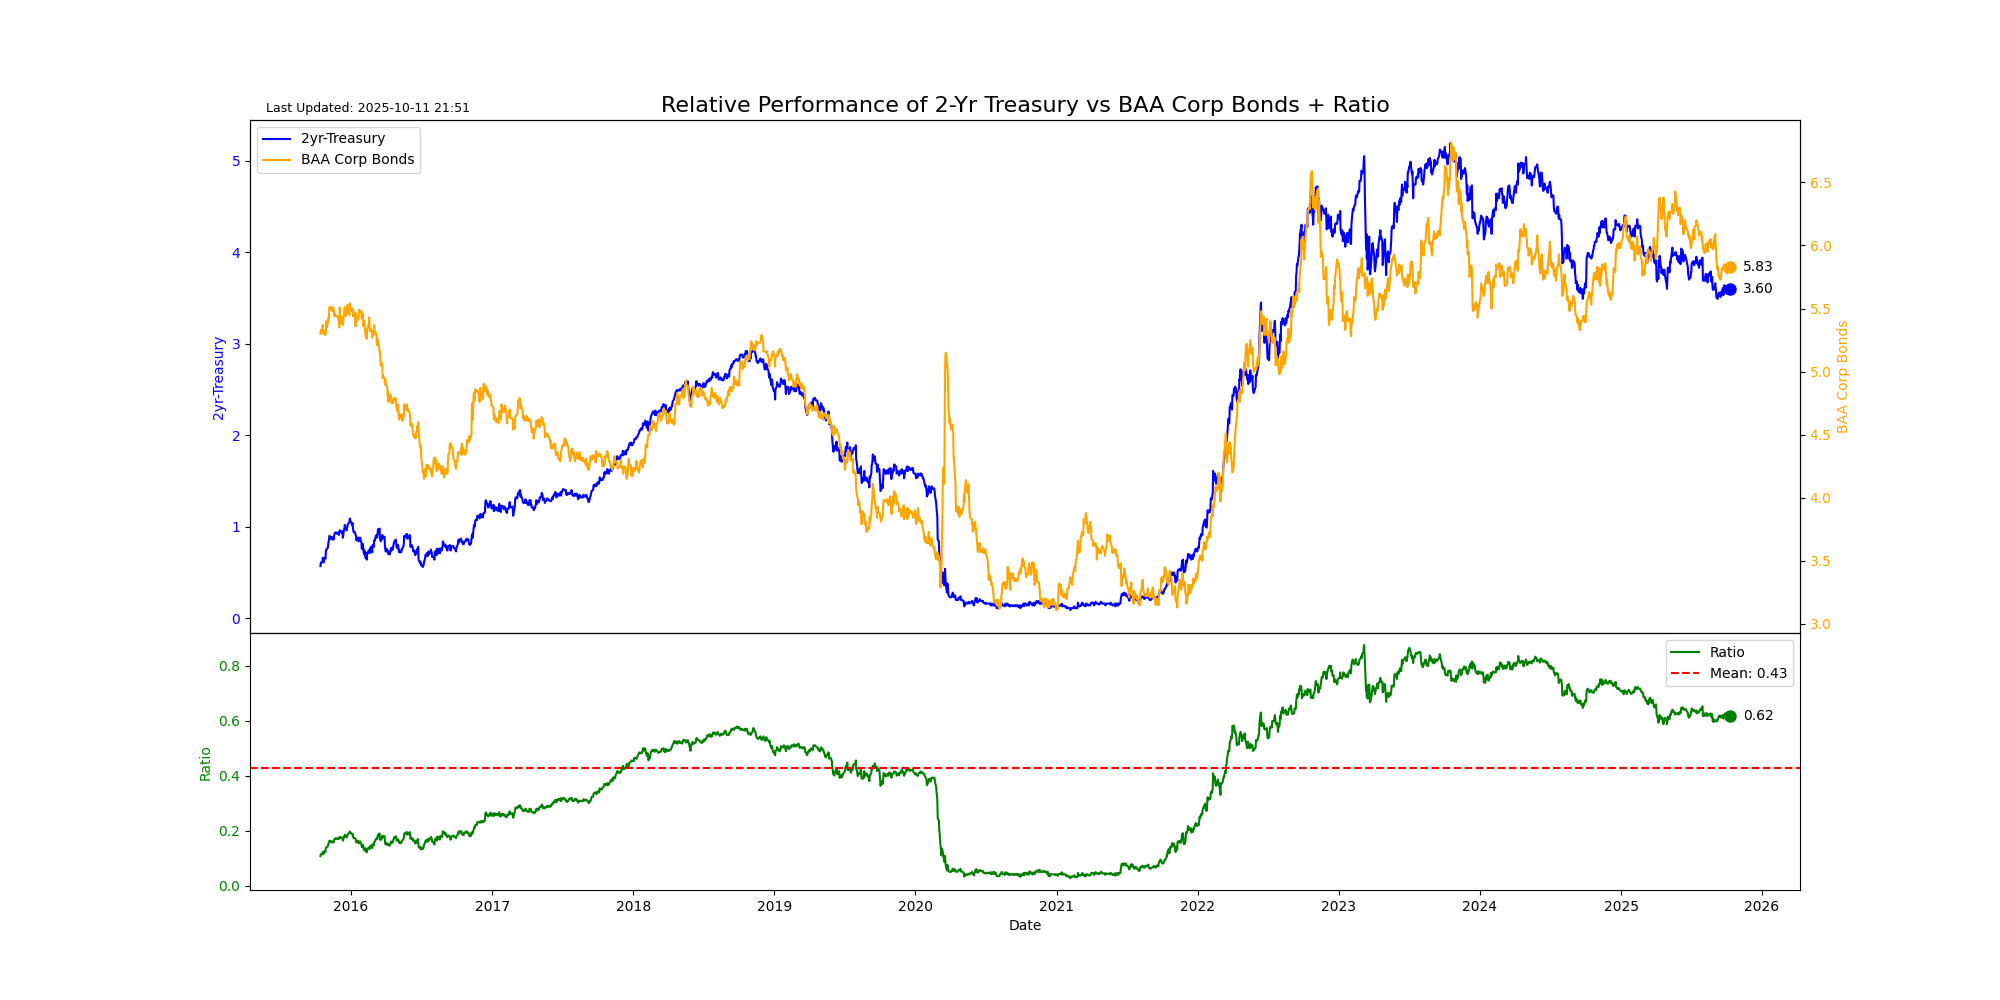 Last Updated: 2025-10-11 21:51
Relative Performance of 2-Yr Treasury vs BAA Corp Bonds + Ratio
2yr-Treasury
BAA Corp Bonds
5
4
3
2
1
0
2yr-Treasury
6.5
6.0
5.5
5.0
4.5
4.0
3.5
3.0
BAA Corp Bonds
5.83
3.60
Ratio
Mean: 0.43
0.8
0.6
0.4
0.2
0.0
Ratio
0.62
2016 2017 2018 2019 2020 2021 2022 2023 2024 2025 2026
Date